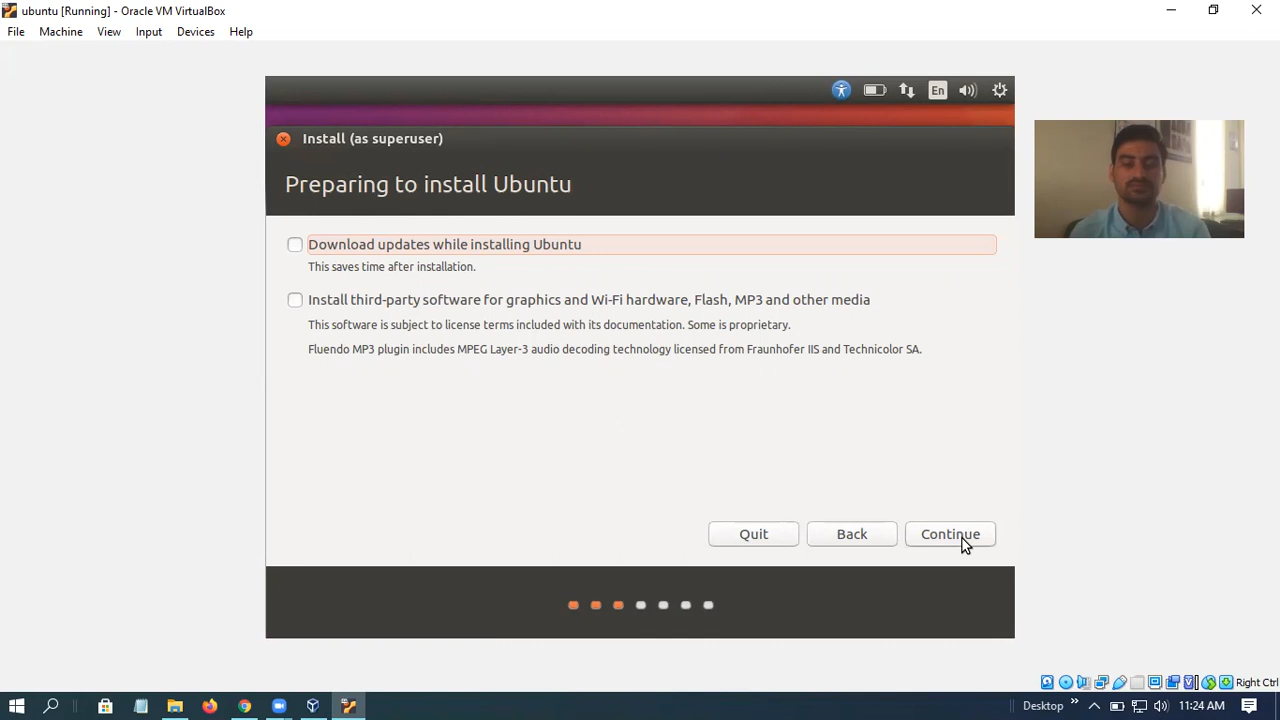 ubuntu [Running] - Oracle VM VirtualBox
File Machine View Input Devices Help
En
Install (as superuser)
Preparing to install Ubuntu
Download updates while installing Ubuntu
This saves time after installation.
Install third-party software for graphics and Wi-Fi hardware, Flash, MP3 and other media
This software is subject to license terms included with its documentation. Some is proprietary.
Fluendo MP3 plugin includes MPEG Layer-3 audio decoding technology licensed from Fraunhofer IIS and Technicolor SA.
Quit Back Continue
Right Ctrl
Desktop 11:24 AM